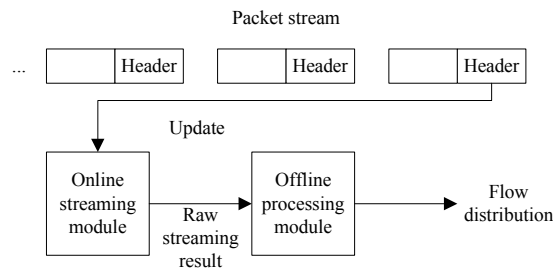 Packet stream
... Header Header Header
Update
Online
streaming
module
Raw
streaming
result
Offline
processing
module
Flow
distribution